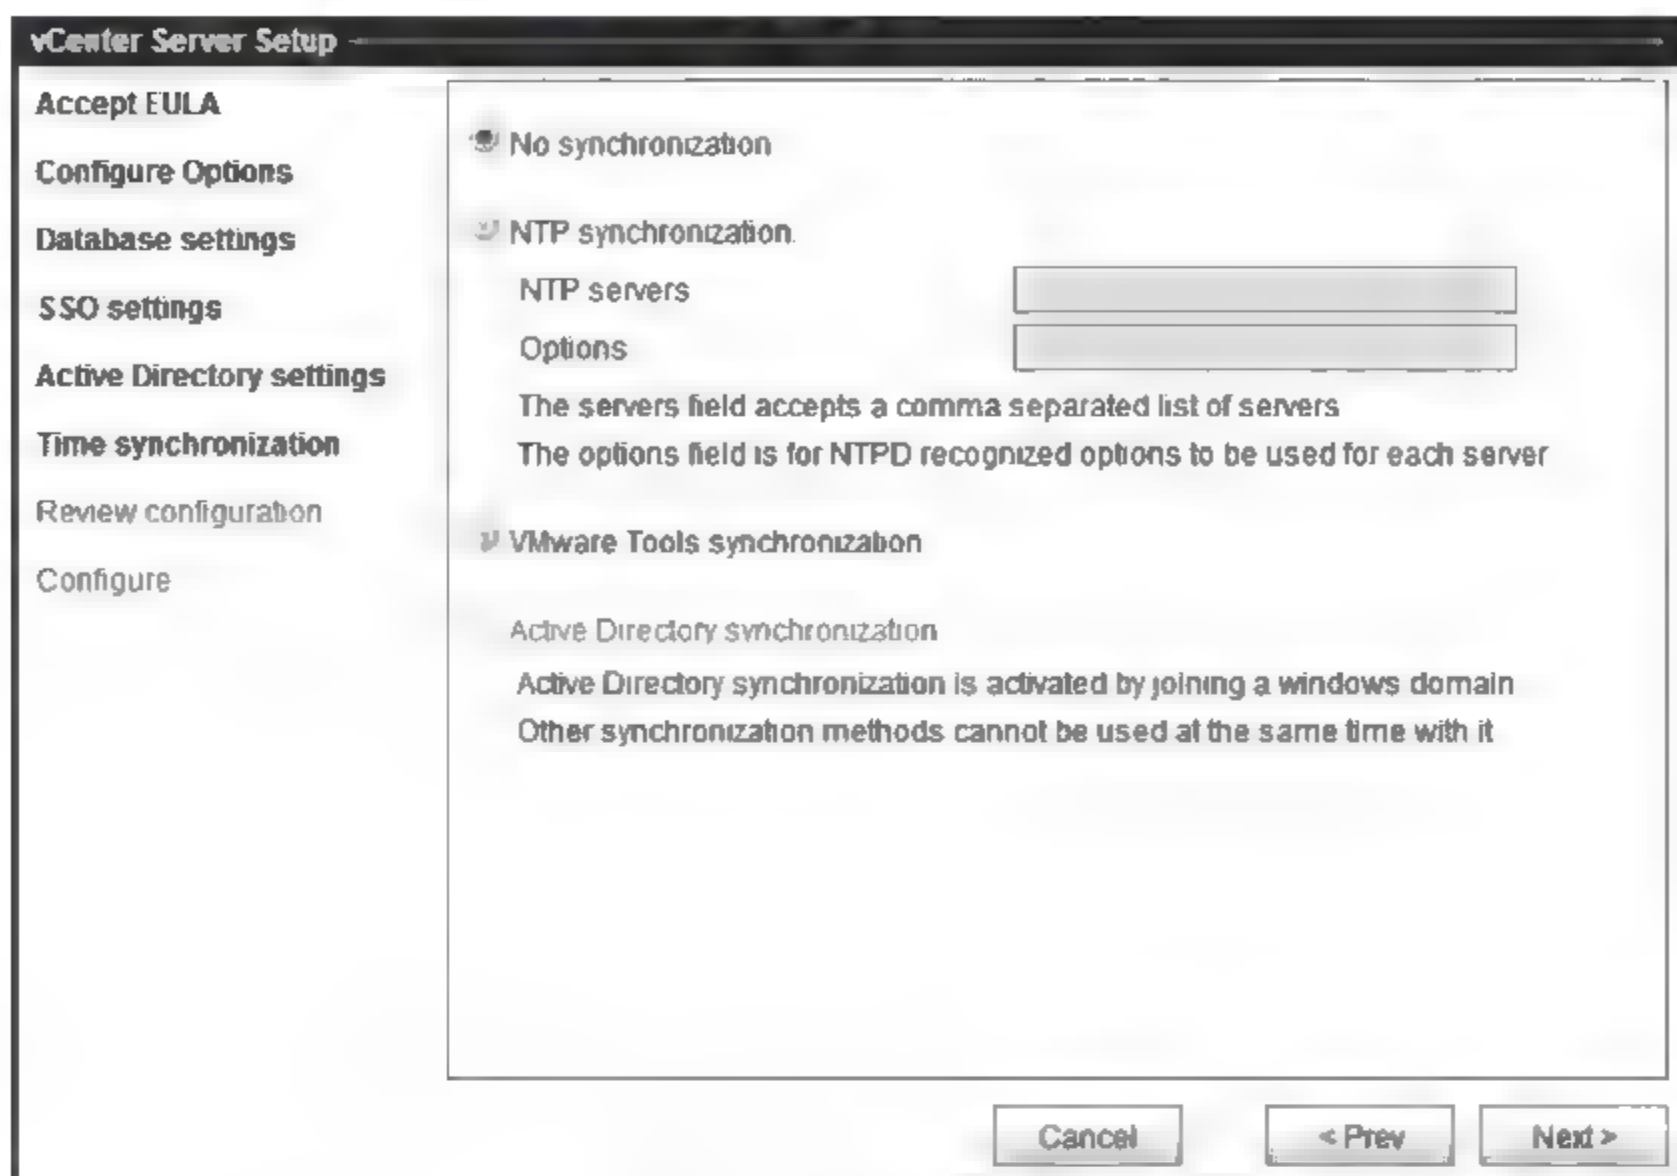 vCenter Server Setup
Accept EULA
Configure Options
Database settings
SSO settings
Active Directory settings
Time synchronization
Review configuration
Configure
No synchronization
NTP synchronization.
NTP servers
Options
The servers field accepts a comma separated list of servers
The options field is for NTPD recognized options to be used for each server
VMware Tools synchronization
Active Directory synchronization
Active Directory synchronization is activated by joining a windows domain
Other synchronization methods cannot be used at the same time with it
Cancel
< Prev
Next >